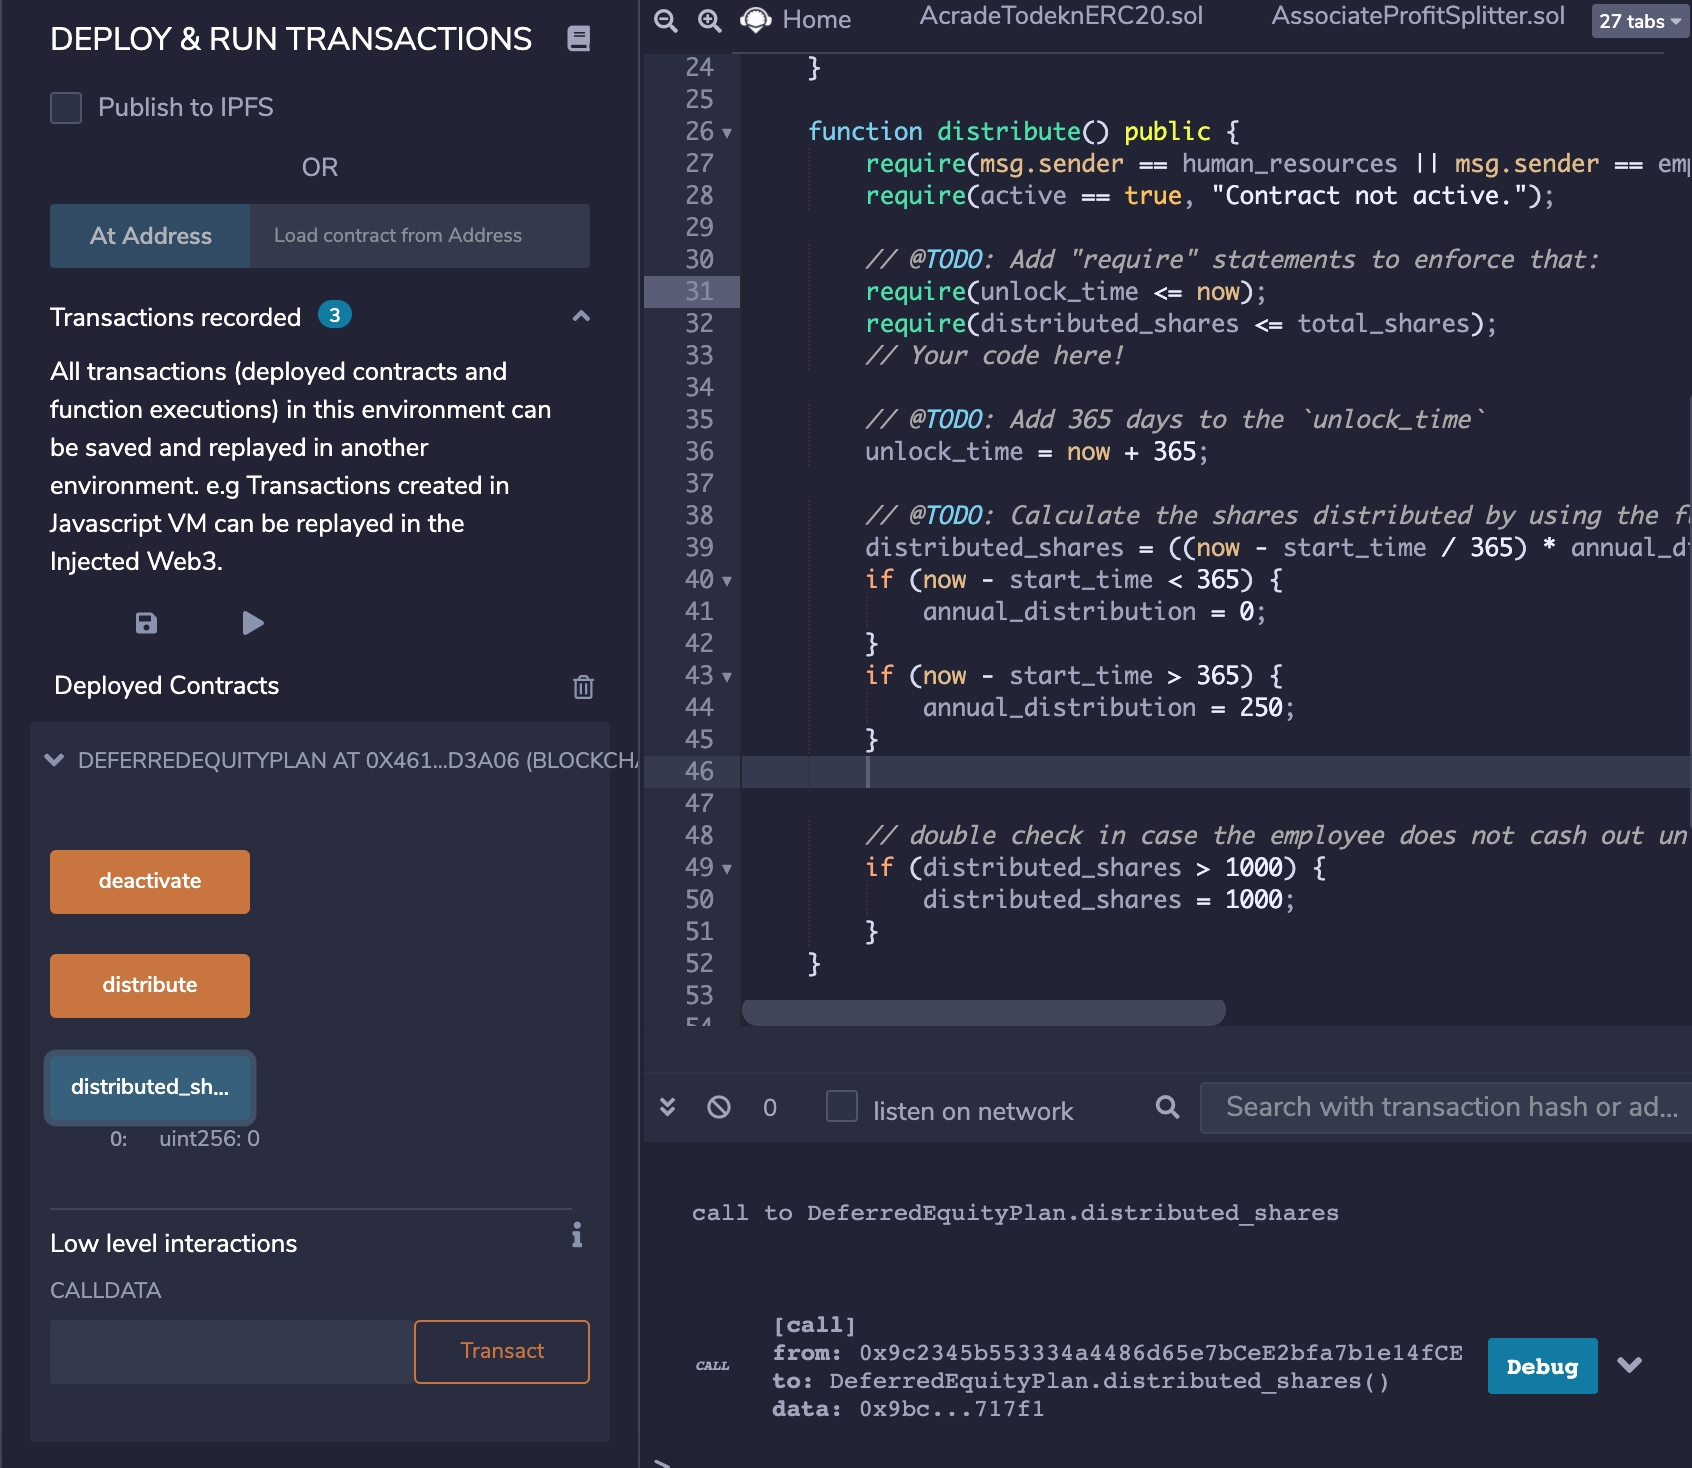 DEPLOY & RUN TRANSACTIONS
Publish to IPFS
OR
At Address
Load contract from Address
Transactions recorded 3
All transactions (deployed contracts and
function executions) in this environment can
be saved and replayed in another
environment. e.g Transactions created in
Javascript VM can be replayed in the
Injected Web3.
Deployed Contracts
DEFERREDEQUITYPLAN AT 0X461...D3A06 (BLOCKCHA
deactivate
distribute
distributed_sh...
0: uint256: 0
Low level interactions
i
CALLDATA
Transact
Home AcradeTodeknERC20.sol AssociateProfitSplitter.sol 27 tabs
24 }
25
26 function distribute() public {
27 require(msg.sender == human_resources || msg.sender == emp
28 require(active == true, "Contract not active.");
29
30 // @TODO: Add "require" statements to enforce that:
31 require(unlock_time <= now);
32 require(distributed_shares <= total_shares);
33 // Your code here!
34
35 // @TODO: Add 365 days to the `unlock_time`
36 unlock_time = now + 365;
37
38 // @TODO: Calculate the shares distributed by using the f
39 distributed_shares = ((now - start_time / 365) * annual_d
40 if (now - start_time < 365) {
41 annual_distribution = 0;
42 }
43 if (now - start_time > 365) {
44 annual_distribution = 250;
45 }
46
47
48 // double check in case the employee does not cash out un
49 if (distributed_shares > 1000) {
50 distributed_shares = 1000;
51 }
52 }
53
54
0 listen on network Search with transaction hash or ad...
call to DeferredEquityPlan.distributed_shares
CALL
[call]
from: 0x9c2345b553334a4486d65e7bCeE2bfa7b1e14fCE
to: DeferredEquityPlan.distributed_shares()
data: 0x9bc...717f1
Debug
>